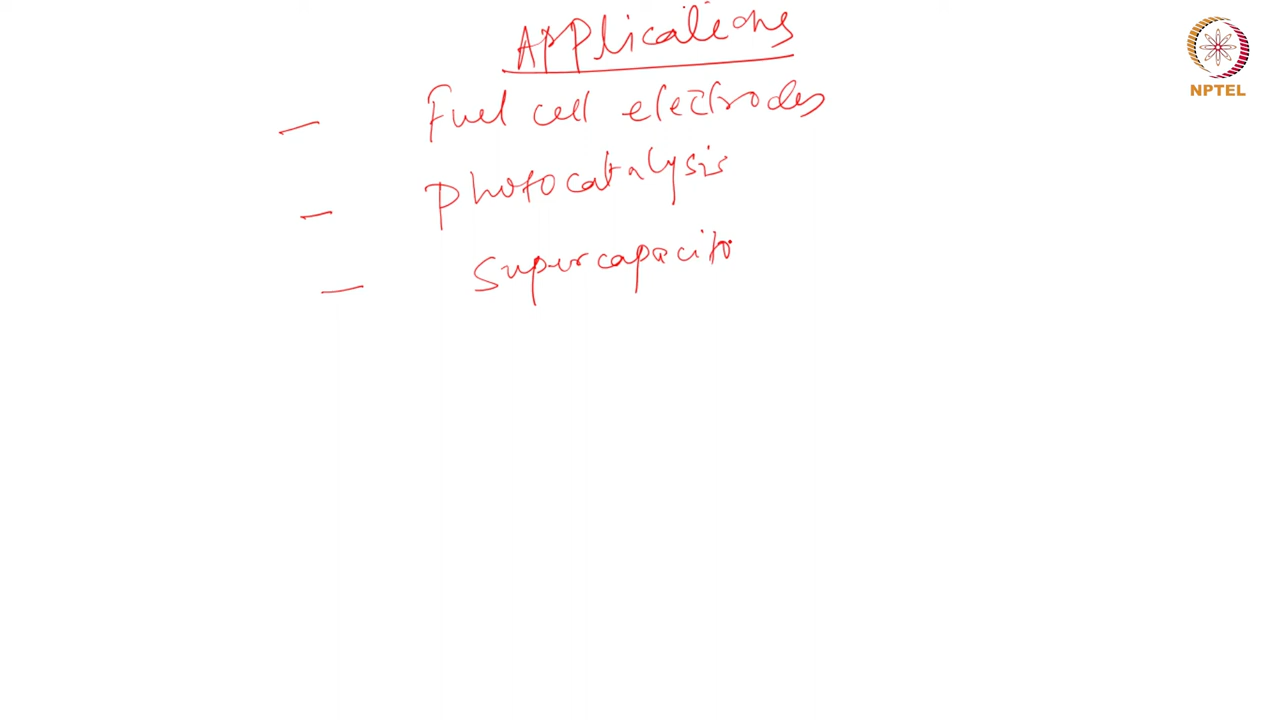 Applications
NPTEL
- Fuel cell electrodes
- Photocatalysis
- Supercapacito